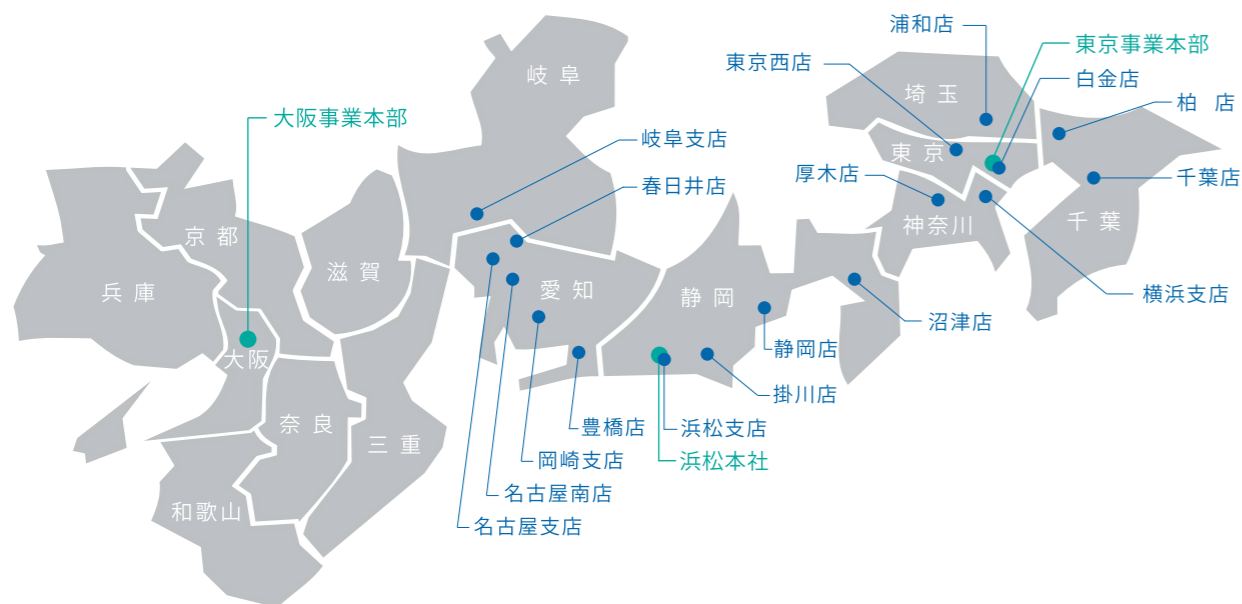 浦和店
東京事業本部
東京西店
白金店
岐阜
埼玉
柏 店
大阪事業本部
岐阜支店
東京
厚木店
千葉店
春日井店
神奈川
千葉
京都
滋賀
兵庫
愛知
静岡
横浜支店
沼津店
静岡店
大阪
掛川店
奈良
豊橋店
浜松支店
三重
岡崎支店
浜松本社
名古屋南店
和歌山
名古屋支店